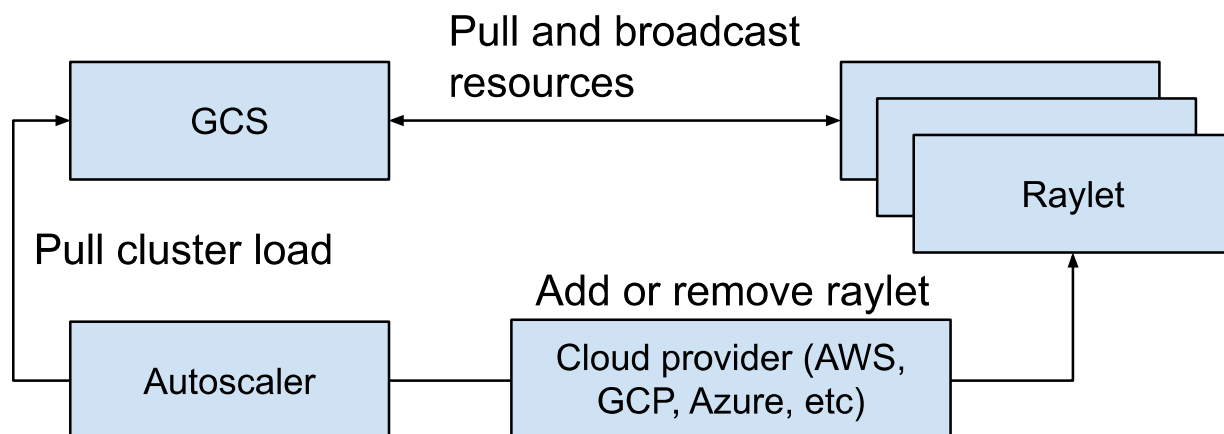 Pull and broadcast
resources
GCS
Raylet
Pull cluster load
Add or remove raylet
Autoscaler
Cloud provider (AWS,
GCP, Azure, etc)